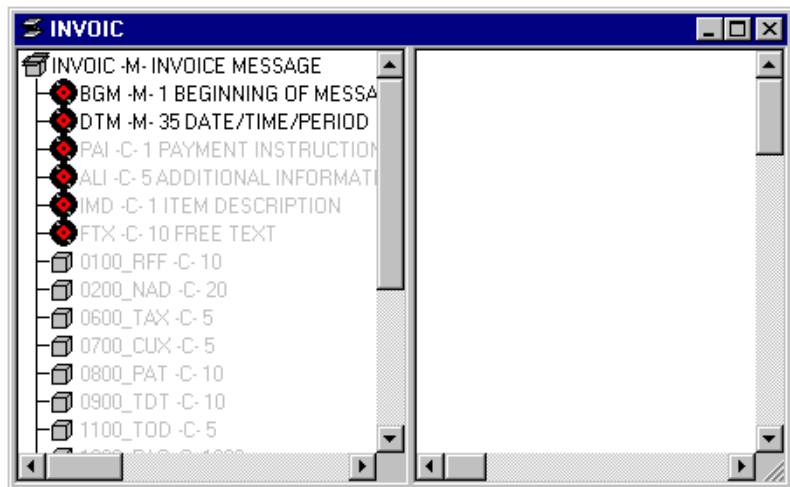 INVOIC
INVOIC -M- INVOICE MESSAGE
BGM -M- 1 BEGINNING OF MESSA
DTM -M- 35 DATE/TIME/PERIOD
PAI -C- 1 PAYMENT INSTRUCTION
ALI -C- 5 ADDITIONAL INFORMATI
IMD -C- 1 ITEM DESCRIPTION
FTX -C- 10 FREE TEXT
0100_RFF -C- 10
0200_NAD -C- 20
0600_TAX -C- 5
0700_CUX -C- 5
0800_PAT -C- 10
0900_TDT -C- 10
1100_TOD -C- 5